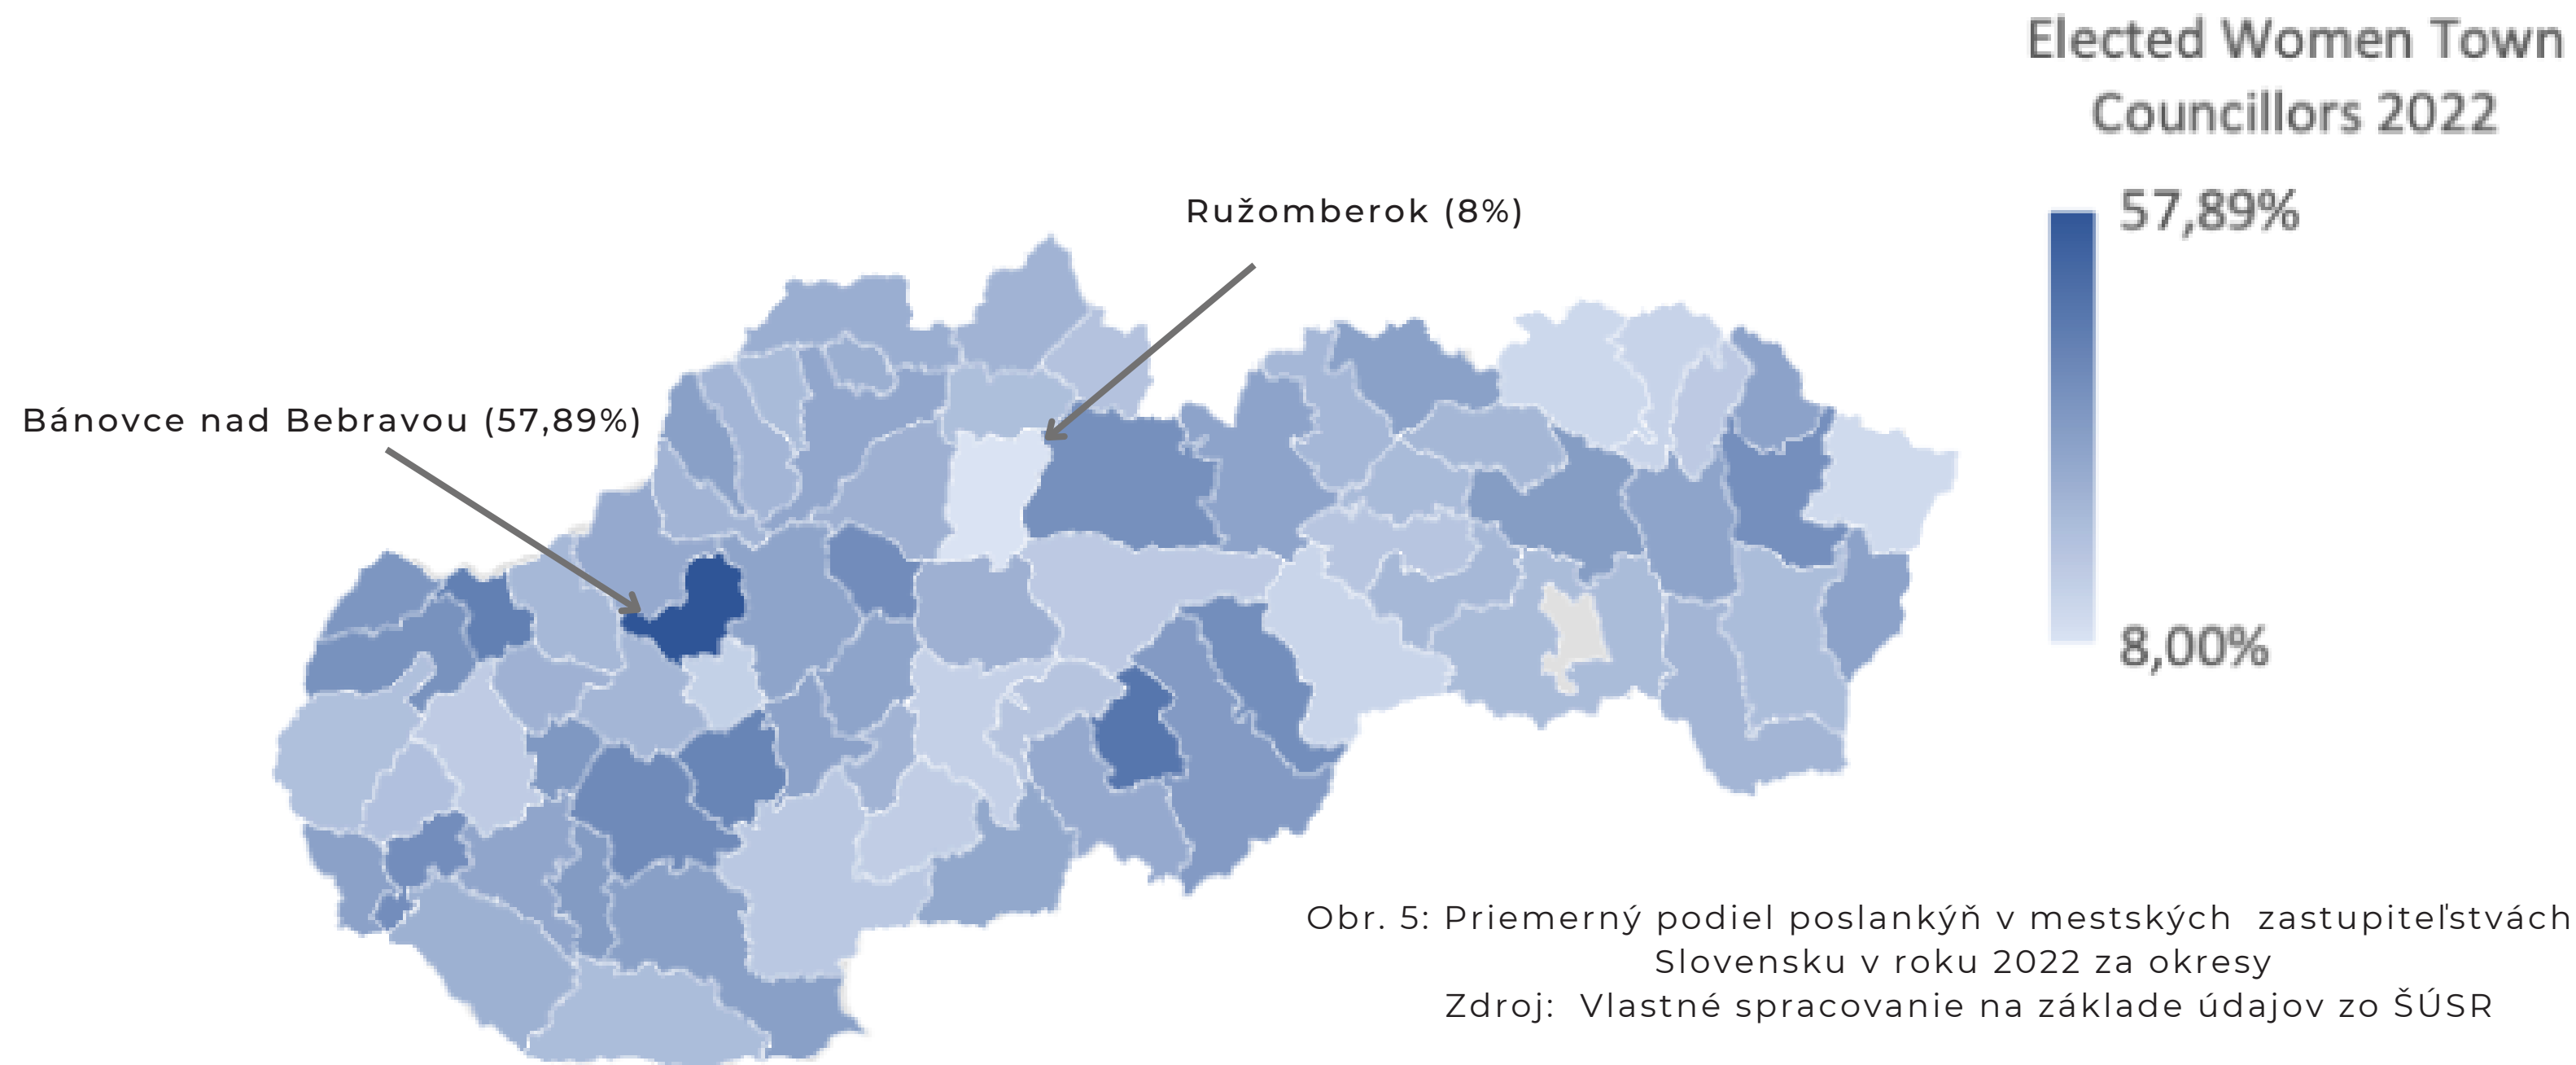 Elected Women Town
Councillors 2022
57,89%
8,00%
Ružomberok (8%)
Bánovce nad Bebravou (57,89%)
Obr. 5: Priemerný podiel poslankýň v mestských zastupiteľstvách
Slovensku v roku 2022 za okresy
Zdroj: Vlastné spracovanie na základe údajov zo ŠÚSR